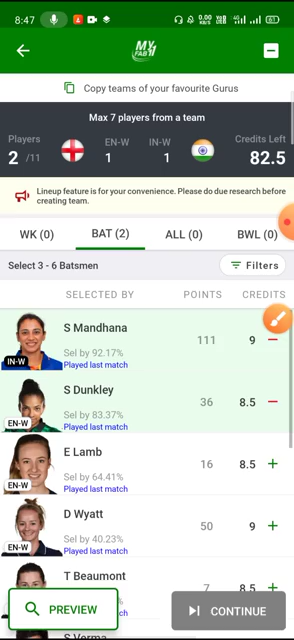 8:47
0.00 KB/S
4G
61
MY FAB 11
Copy teams of your favourite Gurus
Max 7 players from a team
Players
EN-W
IN-W
Credits Left
2 /11
1
1
82.5
Lineup feature is for your convenience. Please do due research before creating team.
WK (0)
BAT (2)
ALL (0)
BWL (0)
Select 3 - 6 Batsmen
Filters
SELECTED BY
POINTS
CREDITS
S Mandhana
Sel by 92.17%
Played last match
IN-W
111
9
S Dunkley
Sel by 83.37%
Played last match
EN-W
36
8.5
E Lamb
Sel by 64.41%
Played last match
EN-W
16
8.5
D Wyatt
Sel by 40.23%
Played last match
EN-W
50
9
T Beaumont
7
8.5
PREVIEW
CONTINUE
S Verma